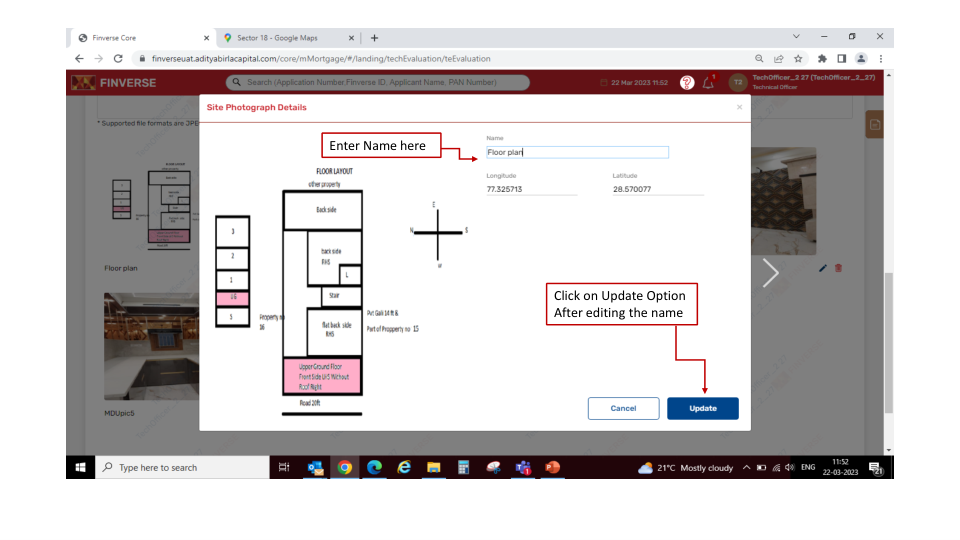 Finverse Core
Sector 18 - Google Maps
finverseuat.adityabirlacapital.com/core/mMortgage/#/landing/techEvaluation/teEvaluation
FINVERSE
Search (Application Number,Finverse ID, Applicant Name, PAN Number)
22 Mar 2023 11:52
1
T2
TechOfficer_2 27 (TechOfficer_2_27)
Technical Officer
Site Photograph Details
* Supported file formats are JPE
Enter Name here
Name
Floor plan
Longitude
77.325713
Latitude
28.570077
FLOOR LAYOUT
other property
Back side
back side
RHS
L
Stair
flat back side
RHS
Upper Ground Floor
Front Side LHS Without
Roof Right
Road 20ft
3
2
1
UG
S
Property no
16
Pvt Galli 14 ft &
Part of Propperty no 15
E
N
S
W
Click on Update Option
After editing the name
Cancel
Update
Floor plan
MDUpic5
Type here to search
21°C Mostly cloudy
ENG
11:52
22-03-2023
21